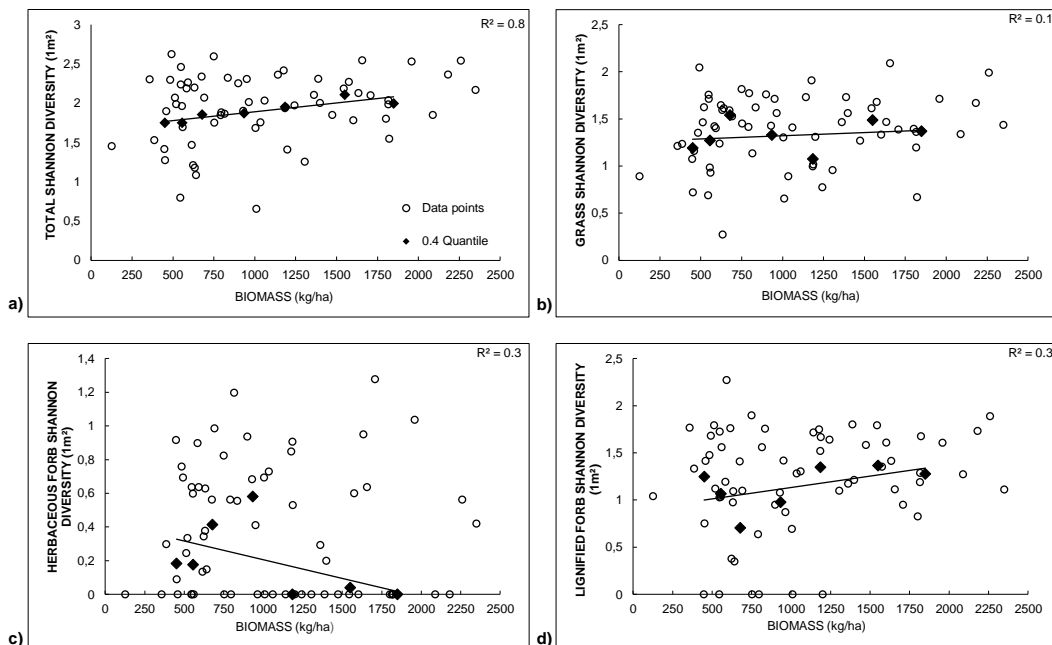 R² = 0.8
TOTAL SHANNON DIVERSITY (1m²)
3
2,5
2
1,5
1
0,5
0
Data points
0.4 Quantile
0 250 500 750 1000 1250 1500 1750 2000 2250 2500
BIOMASS (kg/ha)
a)
R² = 0.1
GRASS SHANNON DIVERSITY (1m²)
2,5
2
1,5
1
0,5
0
0 250 500 750 1000 1250 1500 1750 2000 2250 2500
BIOMASS (kg/ha)
b)
R² = 0.3
HERBACEOUS FORB SHANNON
DIVERSITY (1m²)
1,4
1,2
1
0,8
0,6
0,4
0,2
0
0 250 500 750 1000 1250 1500 1750 2000 2250 2500
BIOMASS (kg/ha)
c)
R² = 0.3
LIGNIFIED FORB SHANNON DIVERSITY
(1m²)
2,5
2
1,5
1
0,5
0
0 250 500 750 1000 1250 1500 1750 2000 2250 2500
BIOMASS (kg/ha)
d)